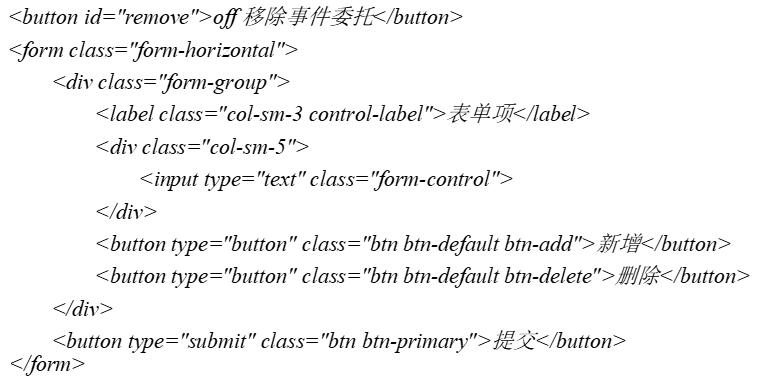 <button id="remove">off 移除事件委托</button>
<form class="form-horizontal">
<div class="form-group">
<label class="col-sm-3 control-label">表单项</label>
<div class="col-sm-5">
<input type="text" class="form-control">
</div>
<button type="button" class="btn btn-default btn-add">新增</button>
<button type="button" class="btn btn-default btn-delete">删除</button>
</div>
<button type="submit" class="btn btn-primary">提交</button>
</form>